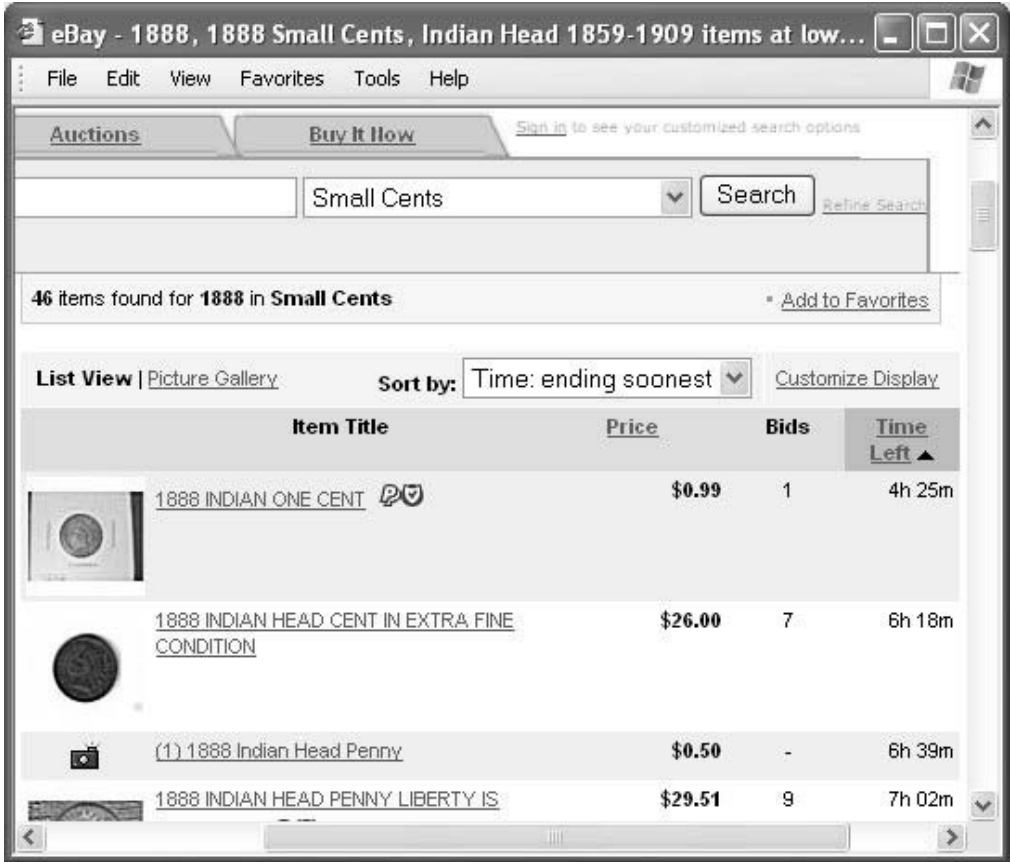 eBay - 1888, 1888 Small Cents, Indian Head 1859-1909 items at low...
File Edit View Favorites Tools Help
Auctions Buy It Now Sign in to see your customized search options
Small Cents Search Refine Search
46 items found for 1888 in Small Cents Add to Favorites
List View | Picture Gallery Sort by: Time: ending soonest Customize Display
Item Title Price Bids Time
Left
1888 INDIAN ONE CENT $0.99 1 4h 25m
1888 INDIAN HEAD CENT IN EXTRA FINE $26.00 7 6h 18m
CONDITION
(1) 1888 Indian Head Penny $0.50 - 6h 39m
1888 INDIAN HEAD PENNY LIBERTY IS $29.51 9 7h 02m